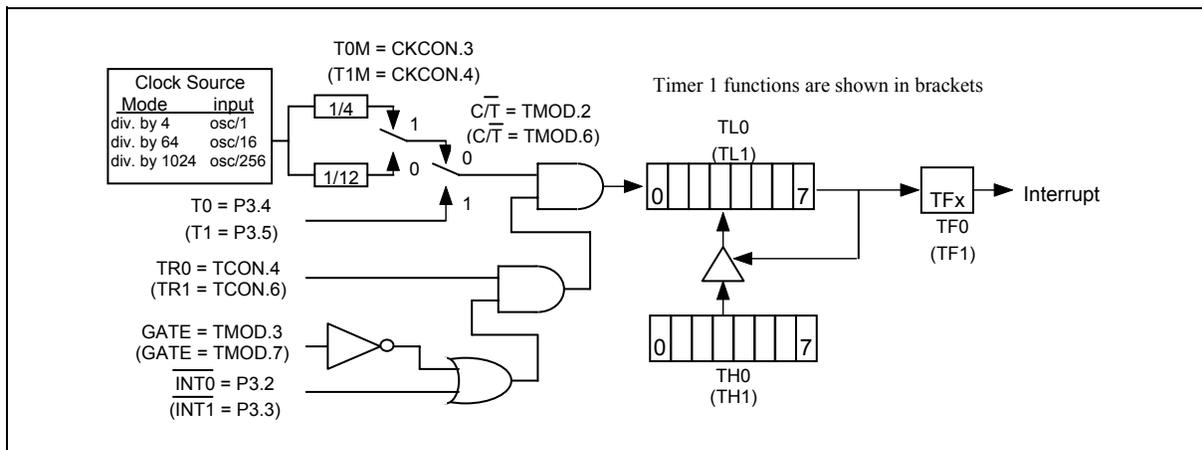 T0M = CKCON.3
(T1M = CKCON.4)
Clock Source
Mode input
div. by 4 osc/1
div. by 64 osc/16
div. by 1024 osc/256
1/4
1/12
1
0
C/T̅ = TMOD.2
(C/T̅ = TMOD.6)
0
1
T0 = P3.4
(T1 = P3.5)
TR0 = TCON.4
(TR1 = TCON.6)
GATE = TMOD.3
(GATE = TMOD.7)
I̅N̅T̅0̅ = P3.2
(I̅N̅T̅1̅ = P3.3)
Timer 1 functions are shown in brackets
TL0
(TL1)
0 7
TFx
TF0
(TF1)
Interrupt
0 7
TH0
(TH1)